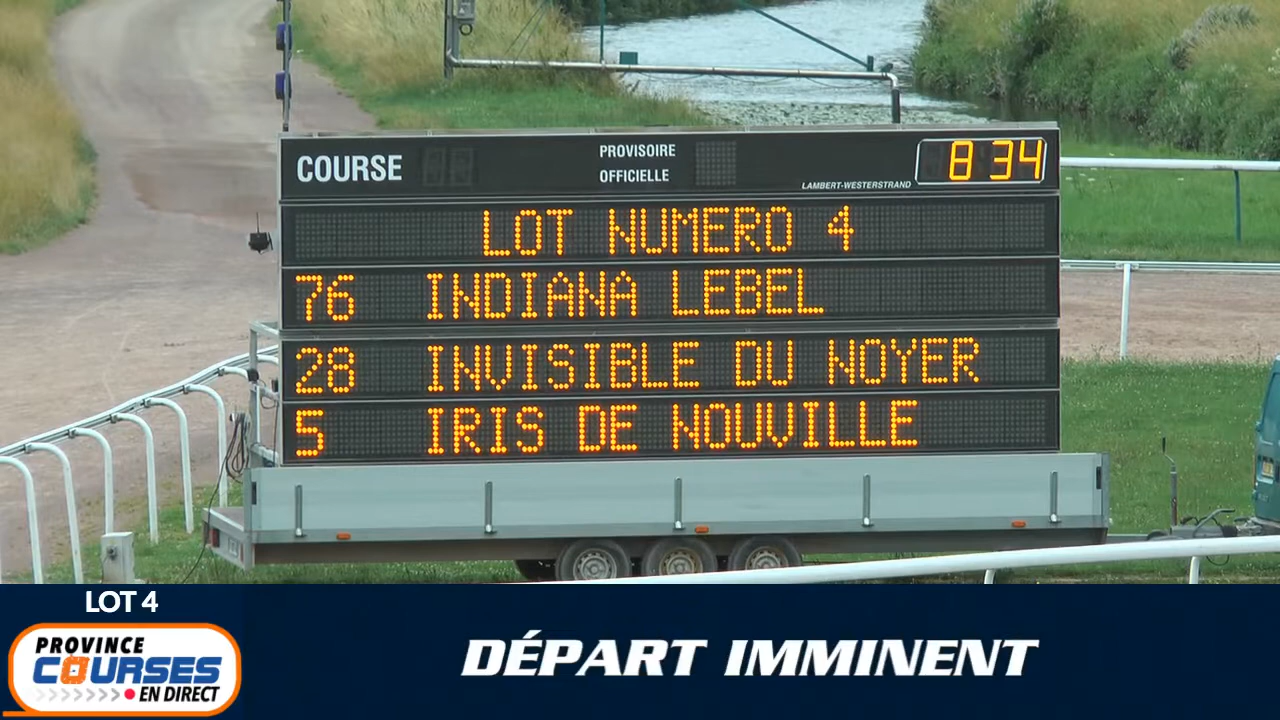 COURSE
PROVISOIRE
OFFICIELLE
LAMBERT-WESTERSTRAND
8 34
LOT NUMERO 4
76 INDIANA LEBEL
28 INVISIBLE DU NOYER
5 IRIS DE NOUVILLE
LOT 4
PROVINCE
COURSES
EN DIRECT
DÉPART IMMINENT